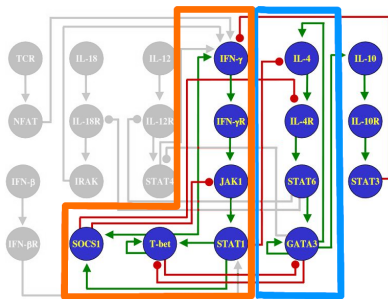 TCR IL-18 IL-12 IFN-γ IL-4 IL-10
NFAT IL-18R IL-12R IFN-γR IL-4R IL-10R
IFN-β IRAK STAT4 JAK1 STAT6 STAT3
IFN-βR SOCS1 T-bet STAT1 GATA3